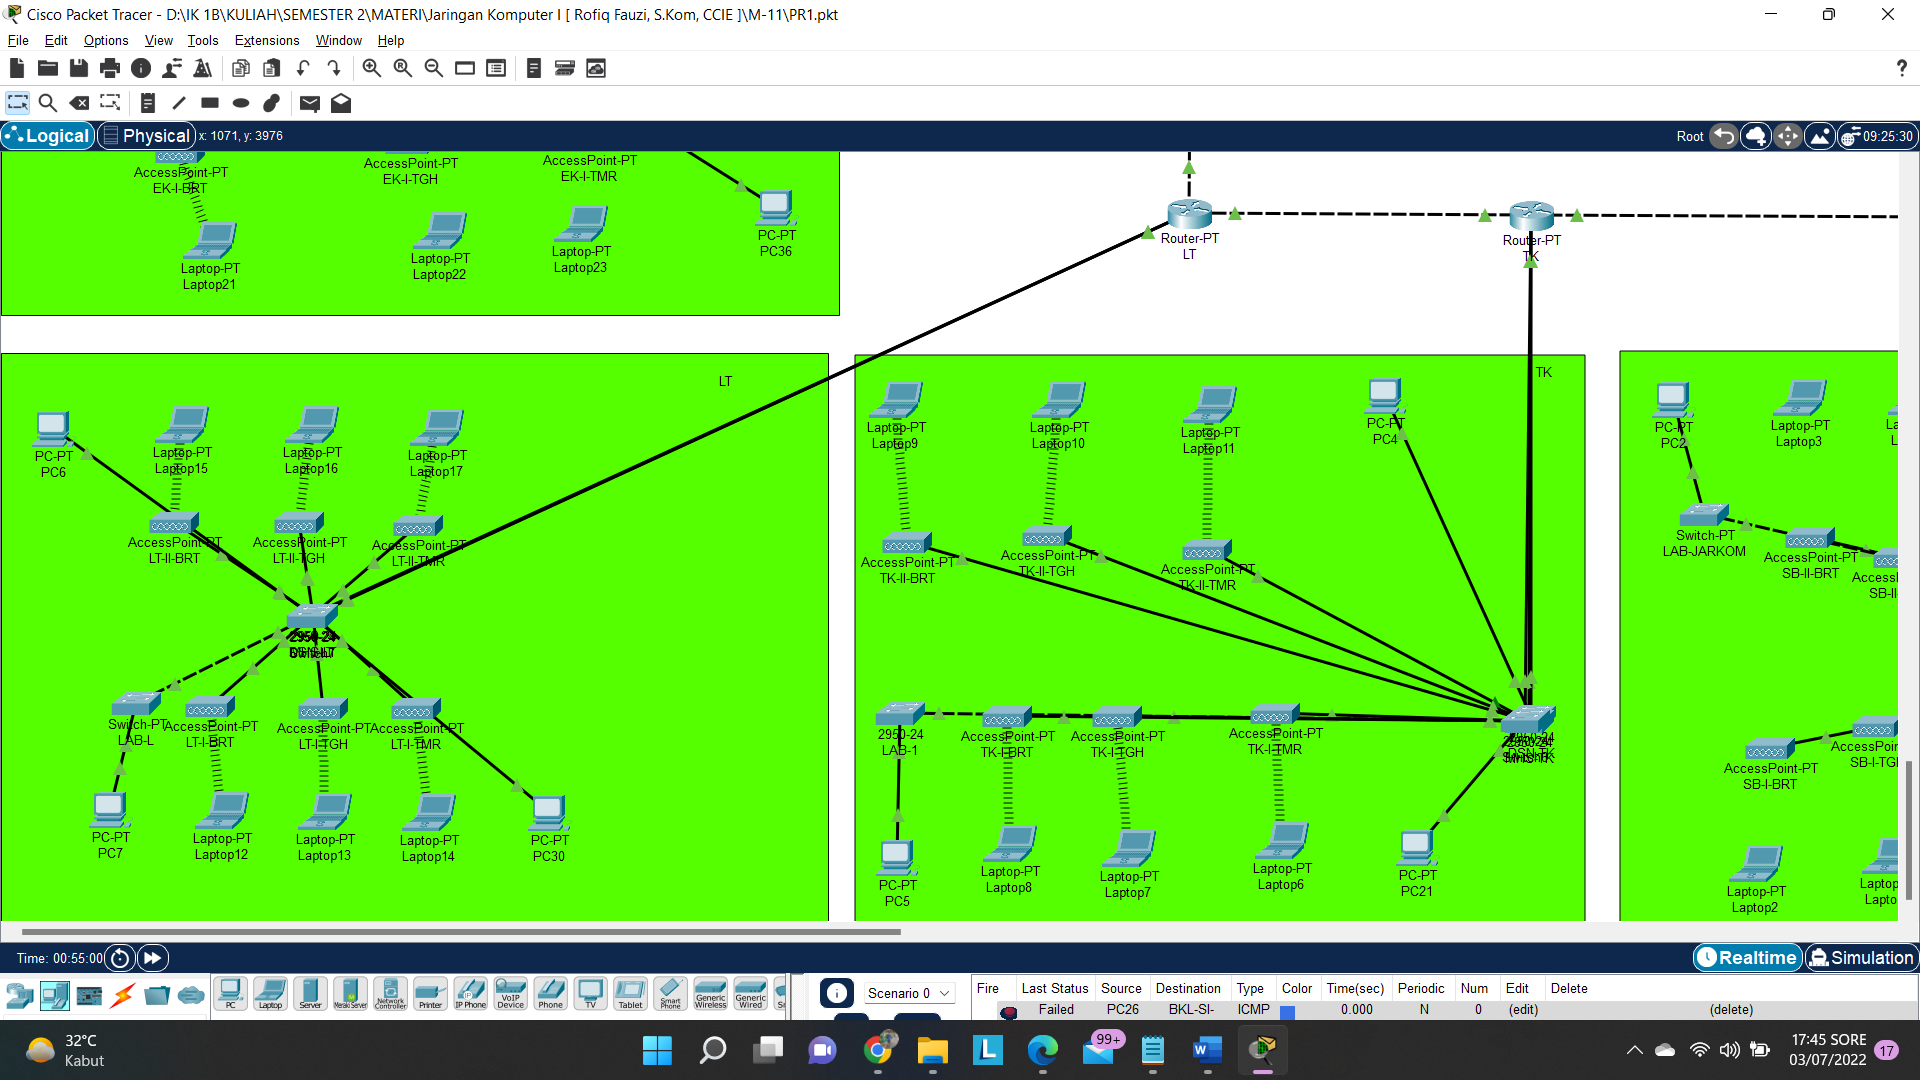 Cisco Packet Tracer - D:\IK 1B\KULIAH\SEMESTER 2\MATERI\Jaringan Komputer I [ Rofiq Fauzi, S.Kom, CCIE ]\M-11\PR1.pkt
File Edit Options View Tools Extensions Window Help
?
Logical Physical x: 1071, y: 3976
Root 09:25:30
AccessPoint-PT
EK-I-BRT
AccessPoint-PT
EK-I-TGH
AccessPoint-PT
EK-I-TMR
Laptop-PT
Laptop21
Laptop-PT
Laptop22
Laptop-PT
Laptop23
PC-PT
PC36
Router-PT
LT
Router-PT
TK
LT
PC-PT
PC6
Laptop-PT
Laptop15
Laptop-PT
Laptop16
Laptop-PT
Laptop17
AccessPoint-PT
LT-II-BRT
AccessPoint-PT
LT-II-TGH
AccessPoint-PT
LT-II-TMR
2950-24
Switch-PT
LAB-L
AccessPoint-PT
LT-I-BRT
AccessPoint-PT
LT-I-TGH
AccessPoint-PT
LT-I-TMR
PC-PT
PC7
Laptop-PT
Laptop12
Laptop-PT
Laptop13
Laptop-PT
Laptop14
PC-PT
PC30
TK
Laptop-PT
Laptop9
Laptop-PT
Laptop10
Laptop-PT
Laptop11
PC-PT
PC4
AccessPoint-PT
TK-II-BRT
AccessPoint-PT
TK-II-TGH
AccessPoint-PT
TK-II-TMR
2950-24
LAB-1
AccessPoint-PT
TK-I-BRT
AccessPoint-PT
TK-I-TGH
AccessPoint-PT
TK-I-TMR
2950-24
DSN-TK
PC-PT
PC5
Laptop-PT
Laptop8
Laptop-PT
Laptop7
Laptop-PT
Laptop6
PC-PT
PC21
PC-PT
PC2
Laptop-PT
Laptop3
Switch-PT
LAB-JARKOM
AccessPoint-PT
SB-II-BRT
AccessPoint-PT
SB-I-BRT
Laptop-PT
Laptop2
Time: 00:55:00
Realtime Simulation
PC Laptop Server Meraki Server Network Controller Printer IP Phone VoIP Device Phone TV Tablet Smart Phone Generic Wireless Generic Wired
Scenario 0
Fire Last Status Source Destination Type Color Time(sec) Periodic Num Edit Delete
Failed PC26 BKL-SI- ICMP 0.000 N 0 (edit) (delete)
32°C
Kabut
99+
17:45 SORE
03/07/2022
17